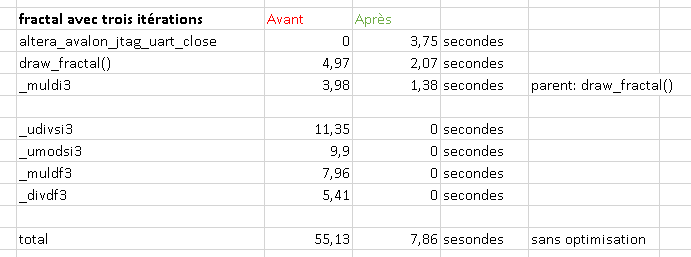 fractal avec trois itérations Avant Après
altera_avalon_jtag_uart_close 0 3,75 secondes
draw_fractal() 4,97 2,07 secondes
_muldi3 3,98 1,38 secondes parent: draw_fractal()
_udivsi3 11,35 0 secondes
_umodsi3 9,9 0 secondes
_muldf3 7,96 0 secondes
_divdf3 5,41 0 secondes
total 55,13 7,86 sesondes sans optimisation